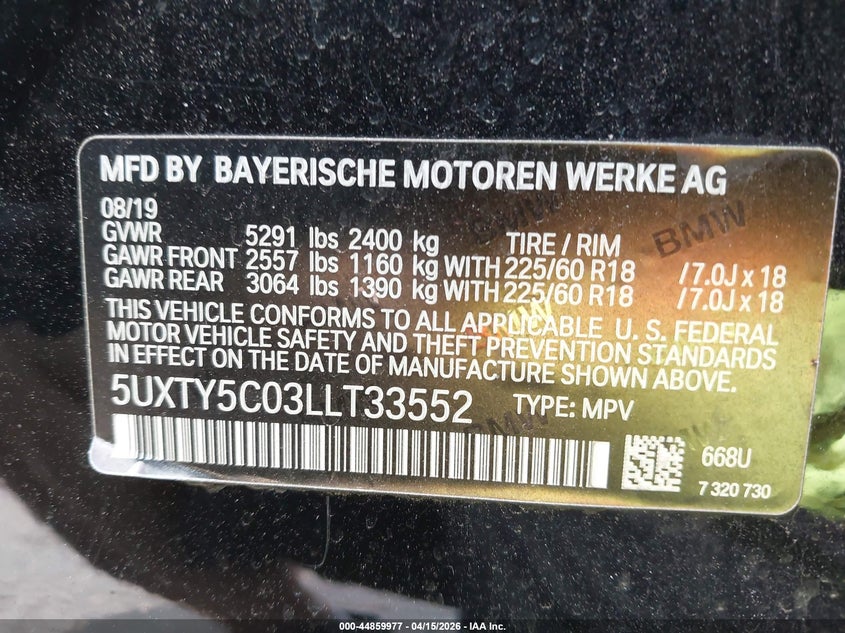 MFD BY BAYERISCHE MOTOREN WERKE AG
08/19
GVWR 5291 lbs 2400 kg TIRE / RIM
GAWR FRONT 2557 lbs 1160 kg WITH 225/60 R18 / 7.0J x 18
GAWR REAR 3064 lbs 1390 kg WITH 225/60 R18 / 7.0J x 18
THIS VEHICLE CONFORMS TO ALL APPLICABLE U. S. FEDERAL
MOTOR VEHICLE SAFETY AND THEFT PREVENTION STANDARDS
IN EFFECT ON THE DATE OF MANUFACTURE SHOWN ABOVE.
5UXTY5C03LLT33552 TYPE: MPV
668U
7 320 730
BMW
BMW
BMW
BMW
000-44859977 - 04/15/2026 - IAA Inc.